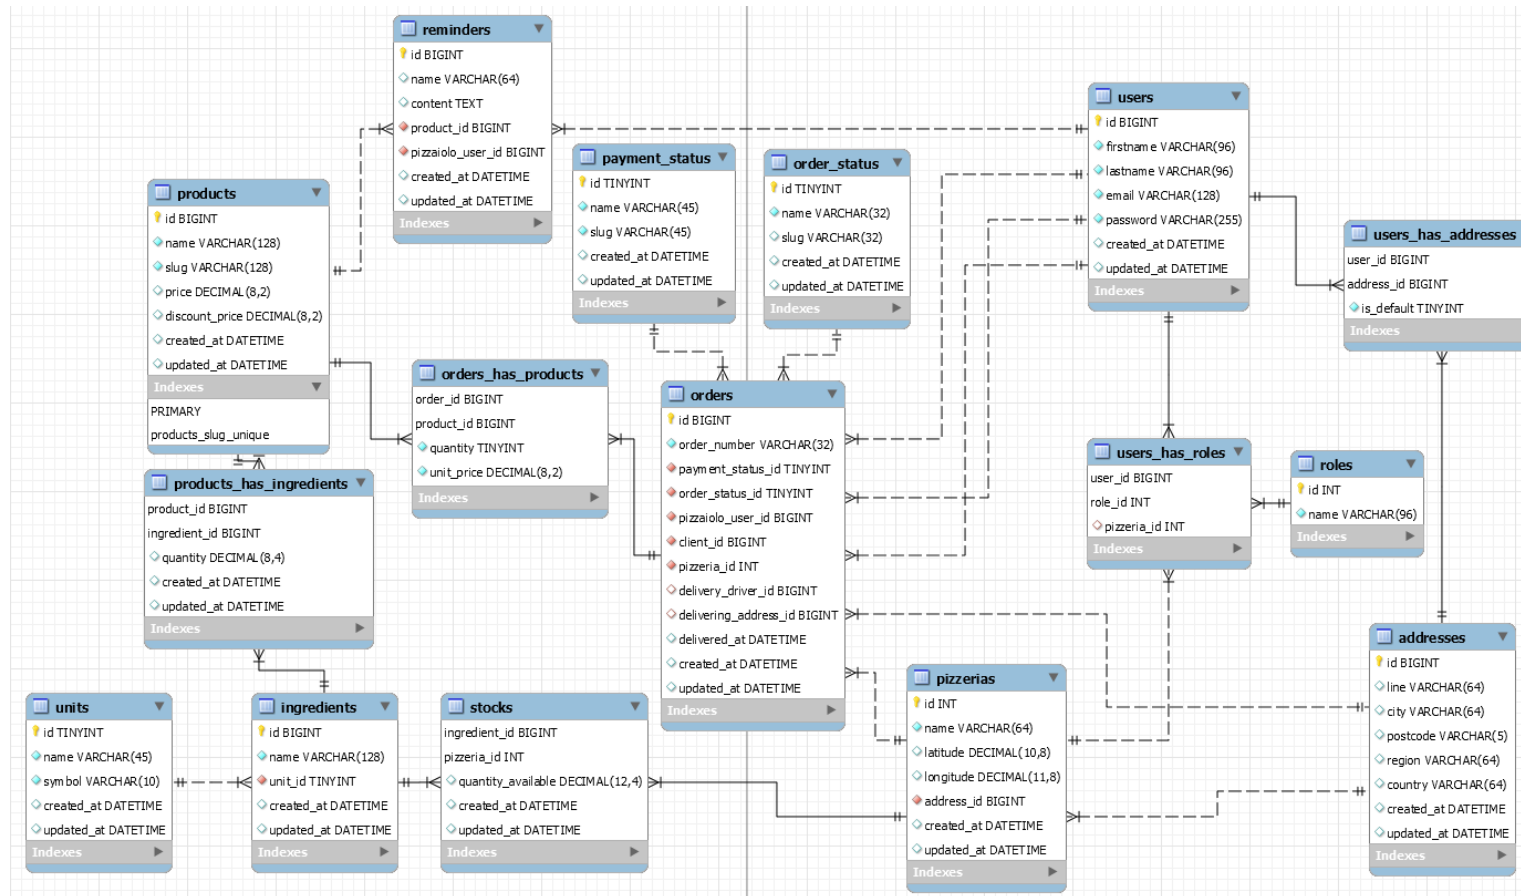 reminders
id BIGINT
name VARCHAR(64)
content TEXT
product_id BIGINT
pizzaiolo_user_id BIGINT
created_at DATETIME
updated_at DATETIME
Indexes
users
id BIGINT
firstname VARCHAR(96)
lastname VARCHAR(96)
email VARCHAR(128)
password VARCHAR(255)
created_at DATETIME
updated_at DATETIME
Indexes
payment_status
id TINYINT
name VARCHAR(45)
slug VARCHAR(45)
created_at DATETIME
updated_at DATETIME
Indexes
order_status
id TINYINT
name VARCHAR(32)
slug VARCHAR(32)
created_at DATETIME
updated_at DATETIME
Indexes
products
id BIGINT
name VARCHAR(128)
slug VARCHAR(128)
price DECIMAL(8,2)
discount_price DECIMAL(8,2)
created_at DATETIME
updated_at DATETIME
Indexes
PRIMARY
products_slug_unique
users_has_addresses
user_id BIGINT
address_id BIGINT
is_default TINYINT
Indexes
orders_has_products
order_id BIGINT
product_id BIGINT
quantity TINYINT
unit_price DECIMAL(8,2)
Indexes
orders
id BIGINT
order_number VARCHAR(32)
payment_status_id TINYINT
order_status_id TINYINT
pizzaiolo_user_id BIGINT
client_id BIGINT
pizzeria_id INT
delivery_driver_id BIGINT
delivering_address_id BIGINT
delivered_at DATETIME
created_at DATETIME
updated_at DATETIME
Indexes
users_has_roles
user_id BIGINT
role_id INT
pizzeria_id INT
Indexes
roles
id INT
name VARCHAR(96)
Indexes
products_has_ingredients
product_id BIGINT
ingredient_id BIGINT
quantity DECIMAL(8,4)
created_at DATETIME
updated_at DATETIME
Indexes
addresses
id BIGINT
line VARCHAR(64)
city VARCHAR(64)
postcode VARCHAR(5)
region VARCHAR(64)
country VARCHAR(64)
created_at DATETIME
updated_at DATETIME
Indexes
pizzerias
id INT
name VARCHAR(64)
latitude DECIMAL(10,8)
longitude DECIMAL(11,8)
address_id BIGINT
created_at DATETIME
updated_at DATETIME
Indexes
units
id TINYINT
name VARCHAR(45)
symbol VARCHAR(10)
created_at DATETIME
updated_at DATETIME
Indexes
ingredients
id BIGINT
name VARCHAR(128)
unit_id TINYINT
created_at DATETIME
updated_at DATETIME
Indexes
stocks
ingredient_id BIGINT
pizzeria_id INT
quantity_available DECIMAL(12,4)
created_at DATETIME
updated_at DATETIME
Indexes